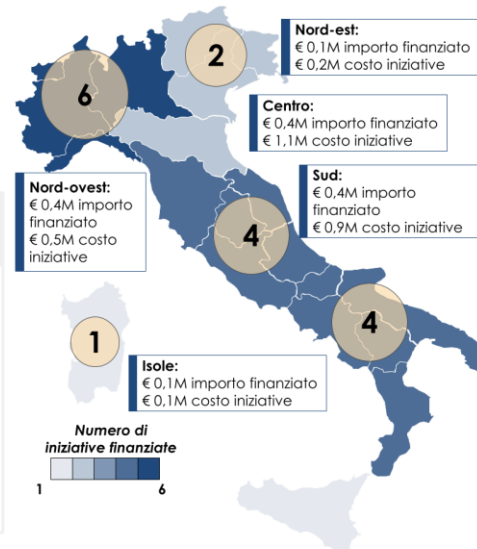 2
Nord-est:
€ 0,1M importo finanziato
€ 0,2M costo iniziative
6
Centro:
€ 0,4M importo finanziato
€ 1,1M costo iniziative
Nord-ovest:
€ 0,4M importo
finanziato
€ 0,5M costo
iniziative
Sud:
€ 0,4M importo
finanziato
€ 0,9M costo iniziative
4
4
1
Isole:
€ 0,1M importo finanziato
€ 0,1M costo iniziative
Numero di
iniziative finanziate
1 6